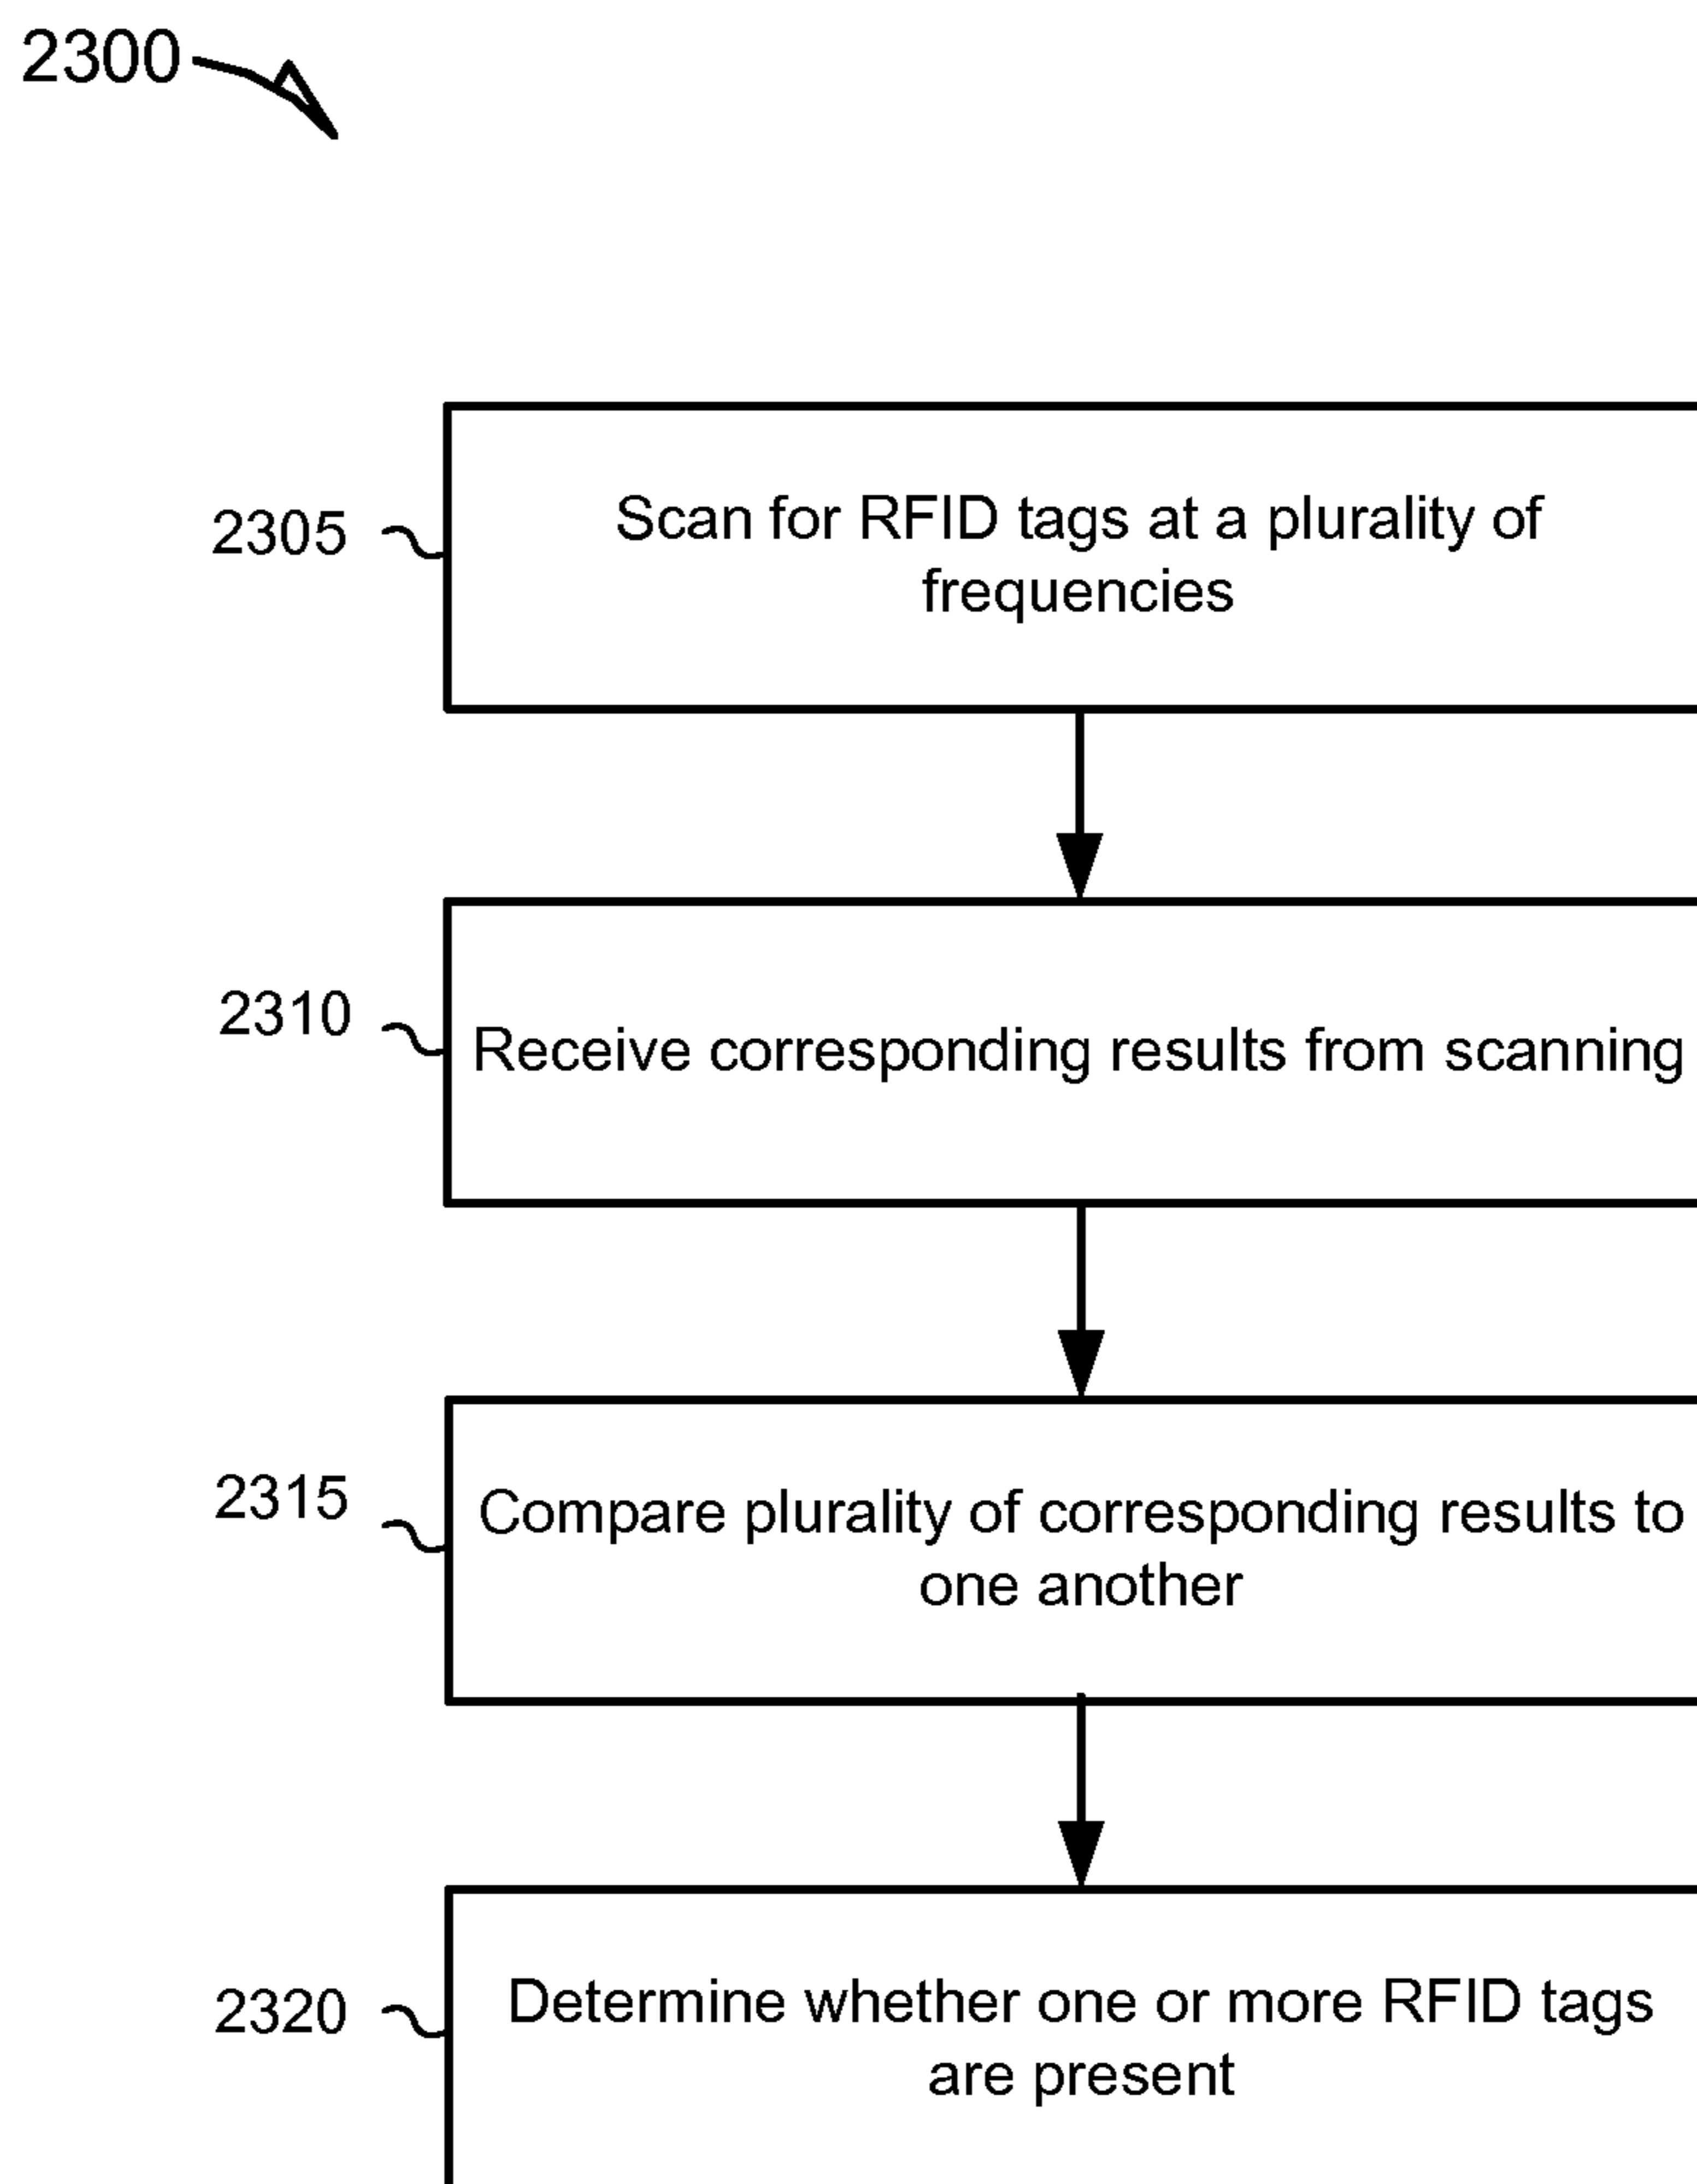 2300
2305
Scan for RFID tags at a plurality of
frequencies
2310
Receive corresponding results from scanning
2315
Compare plurality of corresponding results to
one another
2320
Determine whether one or more RFID tags
are present